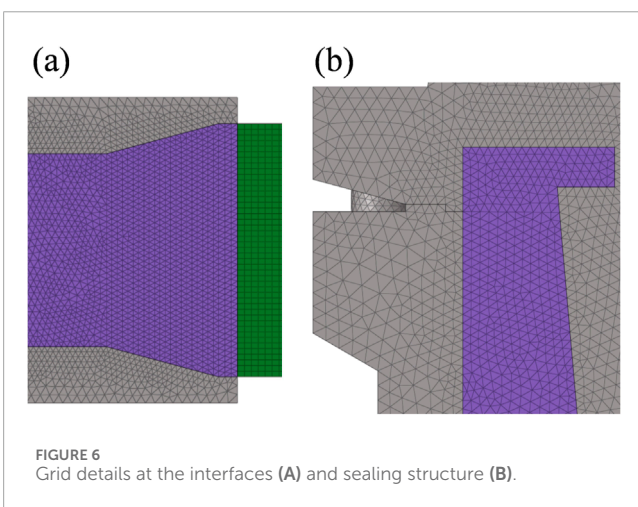 (a)
(b)
FIGURE 6
Grid details at the interfaces (A) and sealing structure (B).